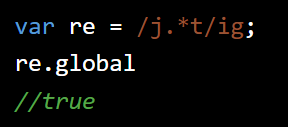 var re = /j.*t/ig;
re.global
//true